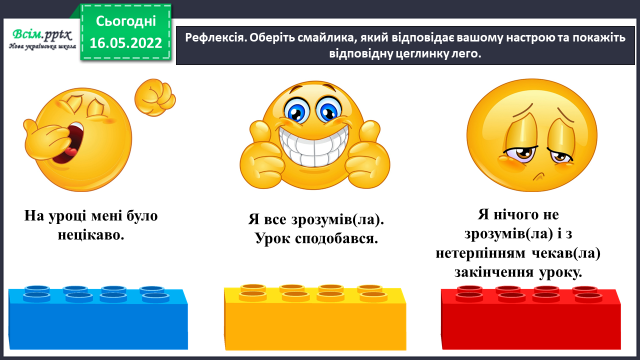 Всім.pptx
Нова українська школа
Сьогодні
16.05.2022
Рефлексія. Оберіть смайлика, який відповідає вашому настрою та покажіть
відповідну цеглинку лего.
На уроці мені було
нецікаво.
Я все зрозумів(ла).
Урок сподобався.
Я нічого не
зрозумів(ла) і з
нетерпінням чекав(ла)
закінчення уроку.